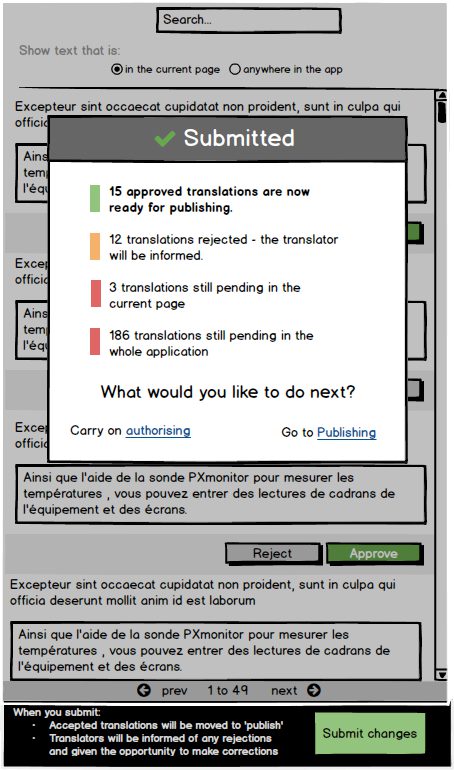 Search...
Show text that is:
in the current page anywhere in the app
Excepteur sint occaecat cupidatat non proident, sunt in culpa qui
offici
Ains
temp
l'équ
Submitted
15 approved translations are now
ready for publishing.
12 translations rejected - the translator
will be informed.
3 translations still pending in the
current page
186 translations still pending in the
whole application
What would you like to do next?
Carry on authorising
Go to Publishing
Excep
officia
Ains
temp
l'équ
Excep
officia
Ainsi que l'aide de la sonde PXmonitor pour mesurer les
températures , vous pouvez entrer des lectures de cadrans de
l'équipement et des écrans.
Reject Approve
Excepteur sint occaecat cupidatat non proident, sunt in culpa qui
officia deserunt mollit anim id est laborum
Ainsi que l'aide de la sonde PXmonitor pour mesurer les
températures , vous pouvez entrer des lectures de cadrans de
l'équipement et des écrans.
prev 1 to 49 next
When you submit:
· Accepted translations will be moved to 'publish'
· Translators will be informed of any rejections
and given the opportunity to make corrections
Submit changes